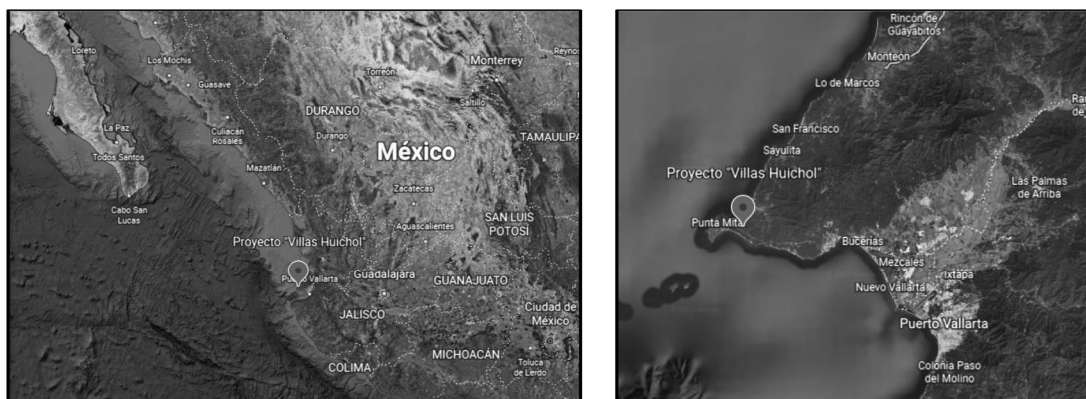 Loreto
Los Mochis
Guasave
Culiacán
Rosales
La Paz
Todos Santos
Cabo San
Lucas
Mazatlán
DURANGO
Durango
Torreón
Monterrey
Saltillo
Reynos
TAMAULIPA
México
Zacatecas
SAN LUIS
POTOSÍ
Aguascalientes
Proyecto "Villas Huichol"
Guadalajara
GUANAJUATO
JALISCO
Ciudad de
México
MICHOACÁN
Toluca
de Lerdo
COLIMA
Rincón de
Guayabitos
Monteón
Lo de Marcos
San Francisco
Sayulita
Proyecto "Villas Huichol"
Las Palmas
de Arriba
Bucerías
Mezcales
Ixtapa
Nuevo Vallarta
Puerto Vallarta
Colonia Paso
del Molino